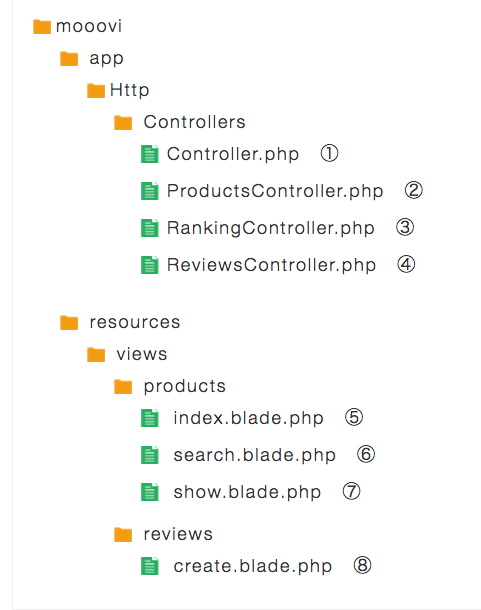 mooovi
app
Http
Controllers
Controller.php ①
ProductsController.php ②
RankingController.php ③
ReviewsController.php ④
resources
views
products
index.blade.php ⑤
search.blade.php ⑥
show.blade.php ⑦
reviews
create.blade.php ⑧